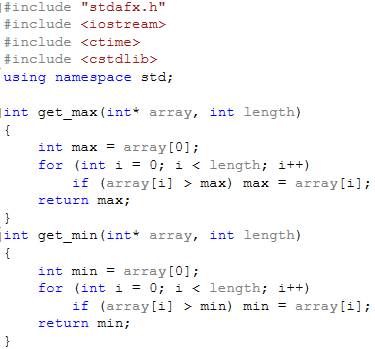 #include "stdafx.h"
#include <iostream>
#include <ctime>
#include <cstdlib>
using namespace std;

int get_max(int* array, int length)
{
    int max = array[0];
    for (int i = 0; i < length; i++)
        if (array[i] > max) max = array[i];
    return max;
}
int get_min(int* array, int length)
{
    int min = array[0];
    for (int i = 0; i < length; i++)
        if (array[i] > min) min = array[i];
    return min;
}